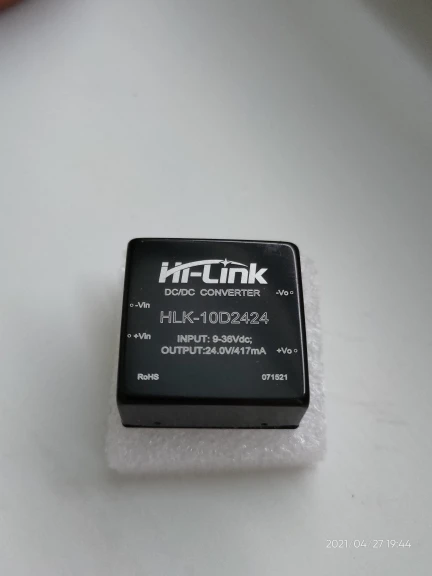 Hi-Link
DC/DC CONVERTER
-Vo
-Vin
HLK-10D2424
+Vin
INPUT: 9-36Vdc;
OUTPUT:24.0V/417mA
+Vo
RoHS
071521
2021 04 27 19:44